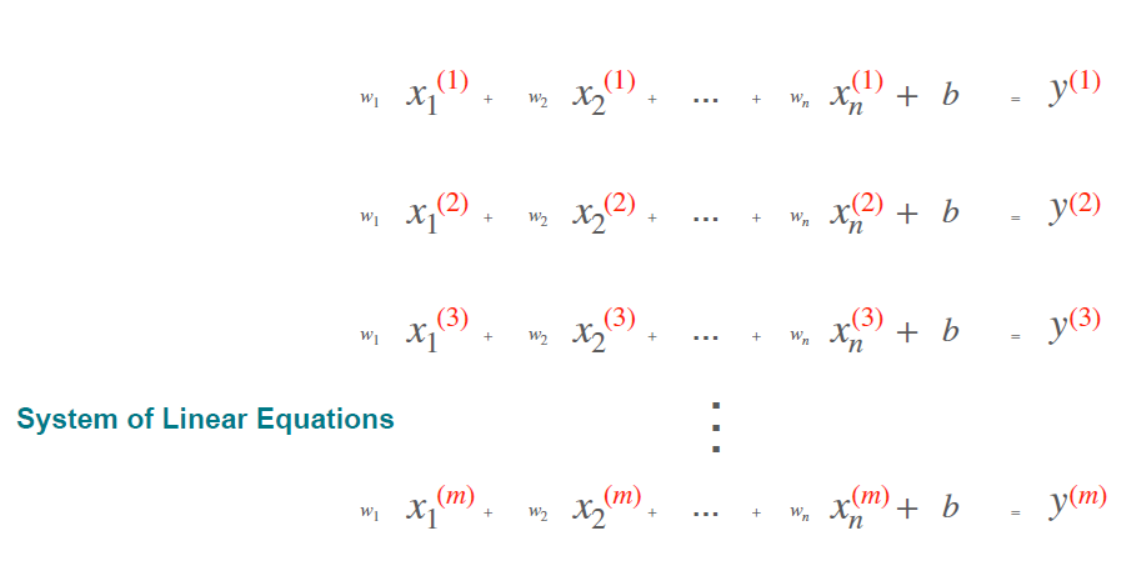 w₁ x₁⁽¹⁾ + w₂ x₂⁽¹⁾ + ... + wₙ xₙ⁽¹⁾ + b = y⁽¹⁾
w₁ x₁⁽²⁾ + w₂ x₂⁽²⁾ + ... + wₙ xₙ⁽²⁾ + b = y⁽²⁾
w₁ x₁⁽³⁾ + w₂ x₂⁽³⁾ + ... + wₙ xₙ⁽³⁾ + b = y⁽³⁾
System of Linear Equations ⋮
w₁ x₁⁽ᵐ⁾ + w₂ x₂⁽ᵐ⁾ + ... + wₙ xₙ⁽ᵐ⁾ + b = y⁽ᵐ⁾